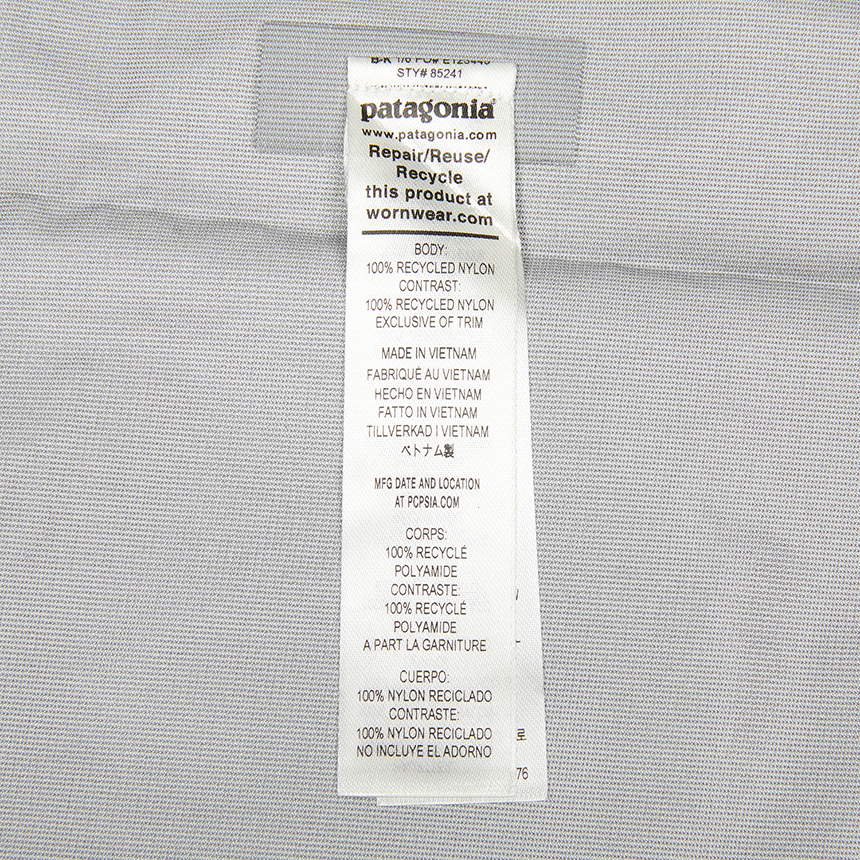 STY# 85241
patagonia®
www.patagonia.com
Repair/Reuse/
Recycle
this product at
wornwear.com
BODY:
100% RECYCLED NYLON
CONTRAST:
100% RECYCLED NYLON
EXCLUSIVE OF TRIM
MADE IN VIETNAM
FABRIQUÉ AU VIETNAM
HECHO EN VIETNAM
FATTO IN VIETNAM
TILLVERKAD I VIETNAM
ベトナム製
MFG DATE AND LOCATION
AT PCPSIA.COM
CORPS:
100% RECYCLÉ
POLYAMIDE
CONTRASTE:
100% RECYCLÉ
POLYAMIDE
A PART LA GARNITURE
CUERPO:
100% NYLON RECICLADO
CONTRASTE:
100% NYLON RECICLADO
NO INCLUYE EL ADORNO
로
76